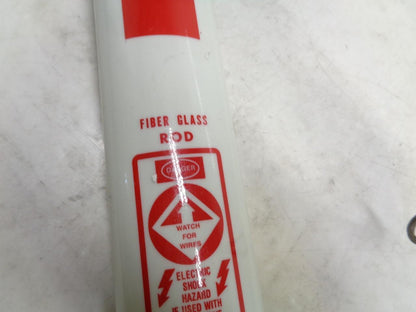 FIBER GLASS
ROD
DANGER
WATCH
FOR
WIRES
ELECTRIC
SHOCK
HAZARD
IF USED WITH